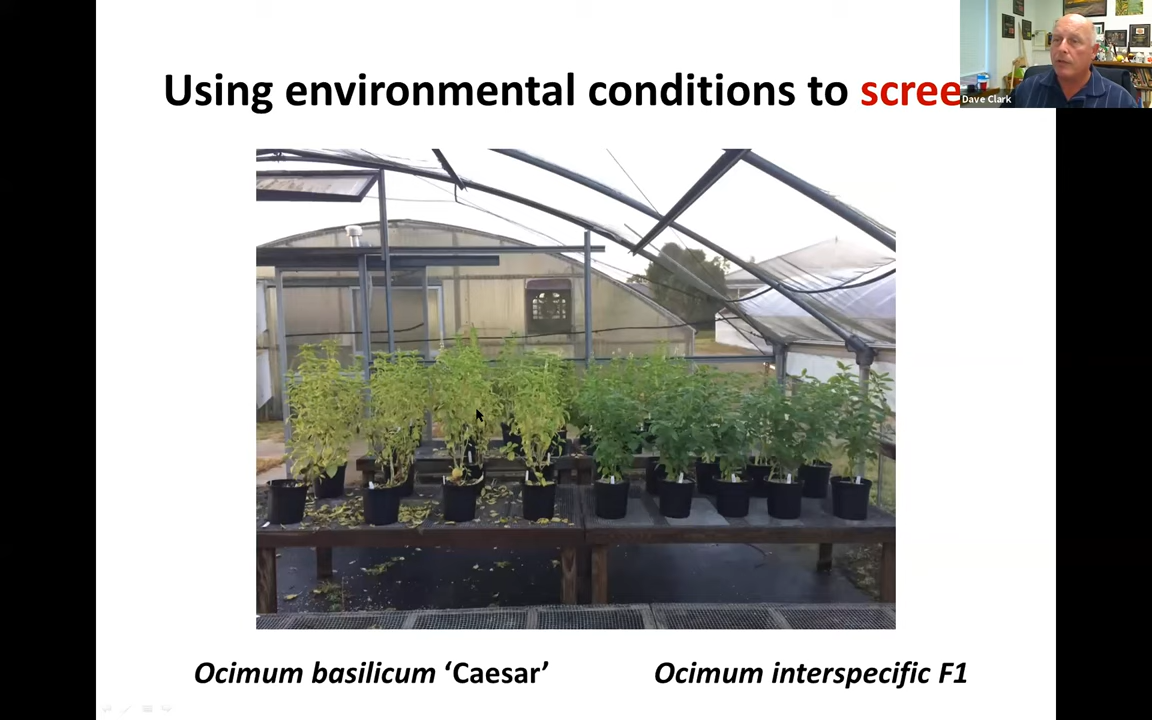 Using environmental conditions to scree
Dave Clark
Ocimum basilicum ‘Caesar’
Ocimum interspecific F1